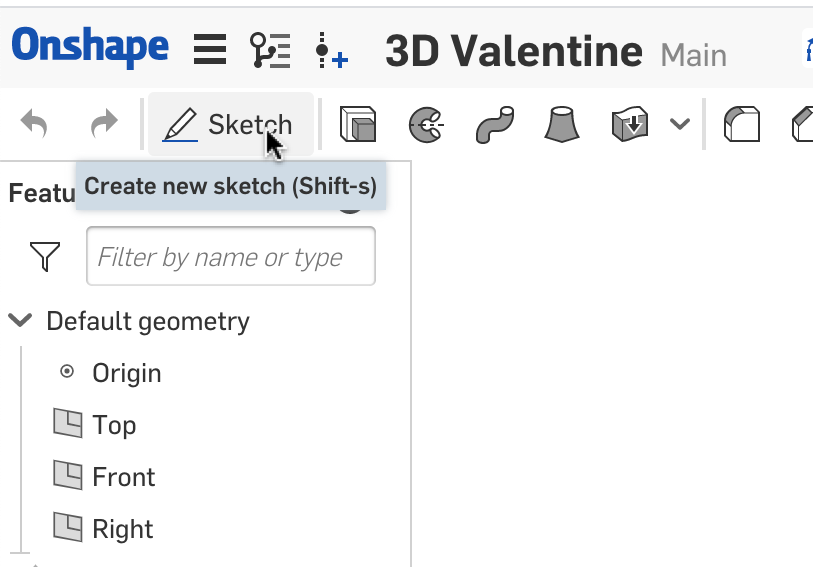 Onshape 3D Valentine Main
Sketch
Create new sketch (Shift-s)
Featu
Filter by name or type
Default geometry
Origin
Top
Front
Right